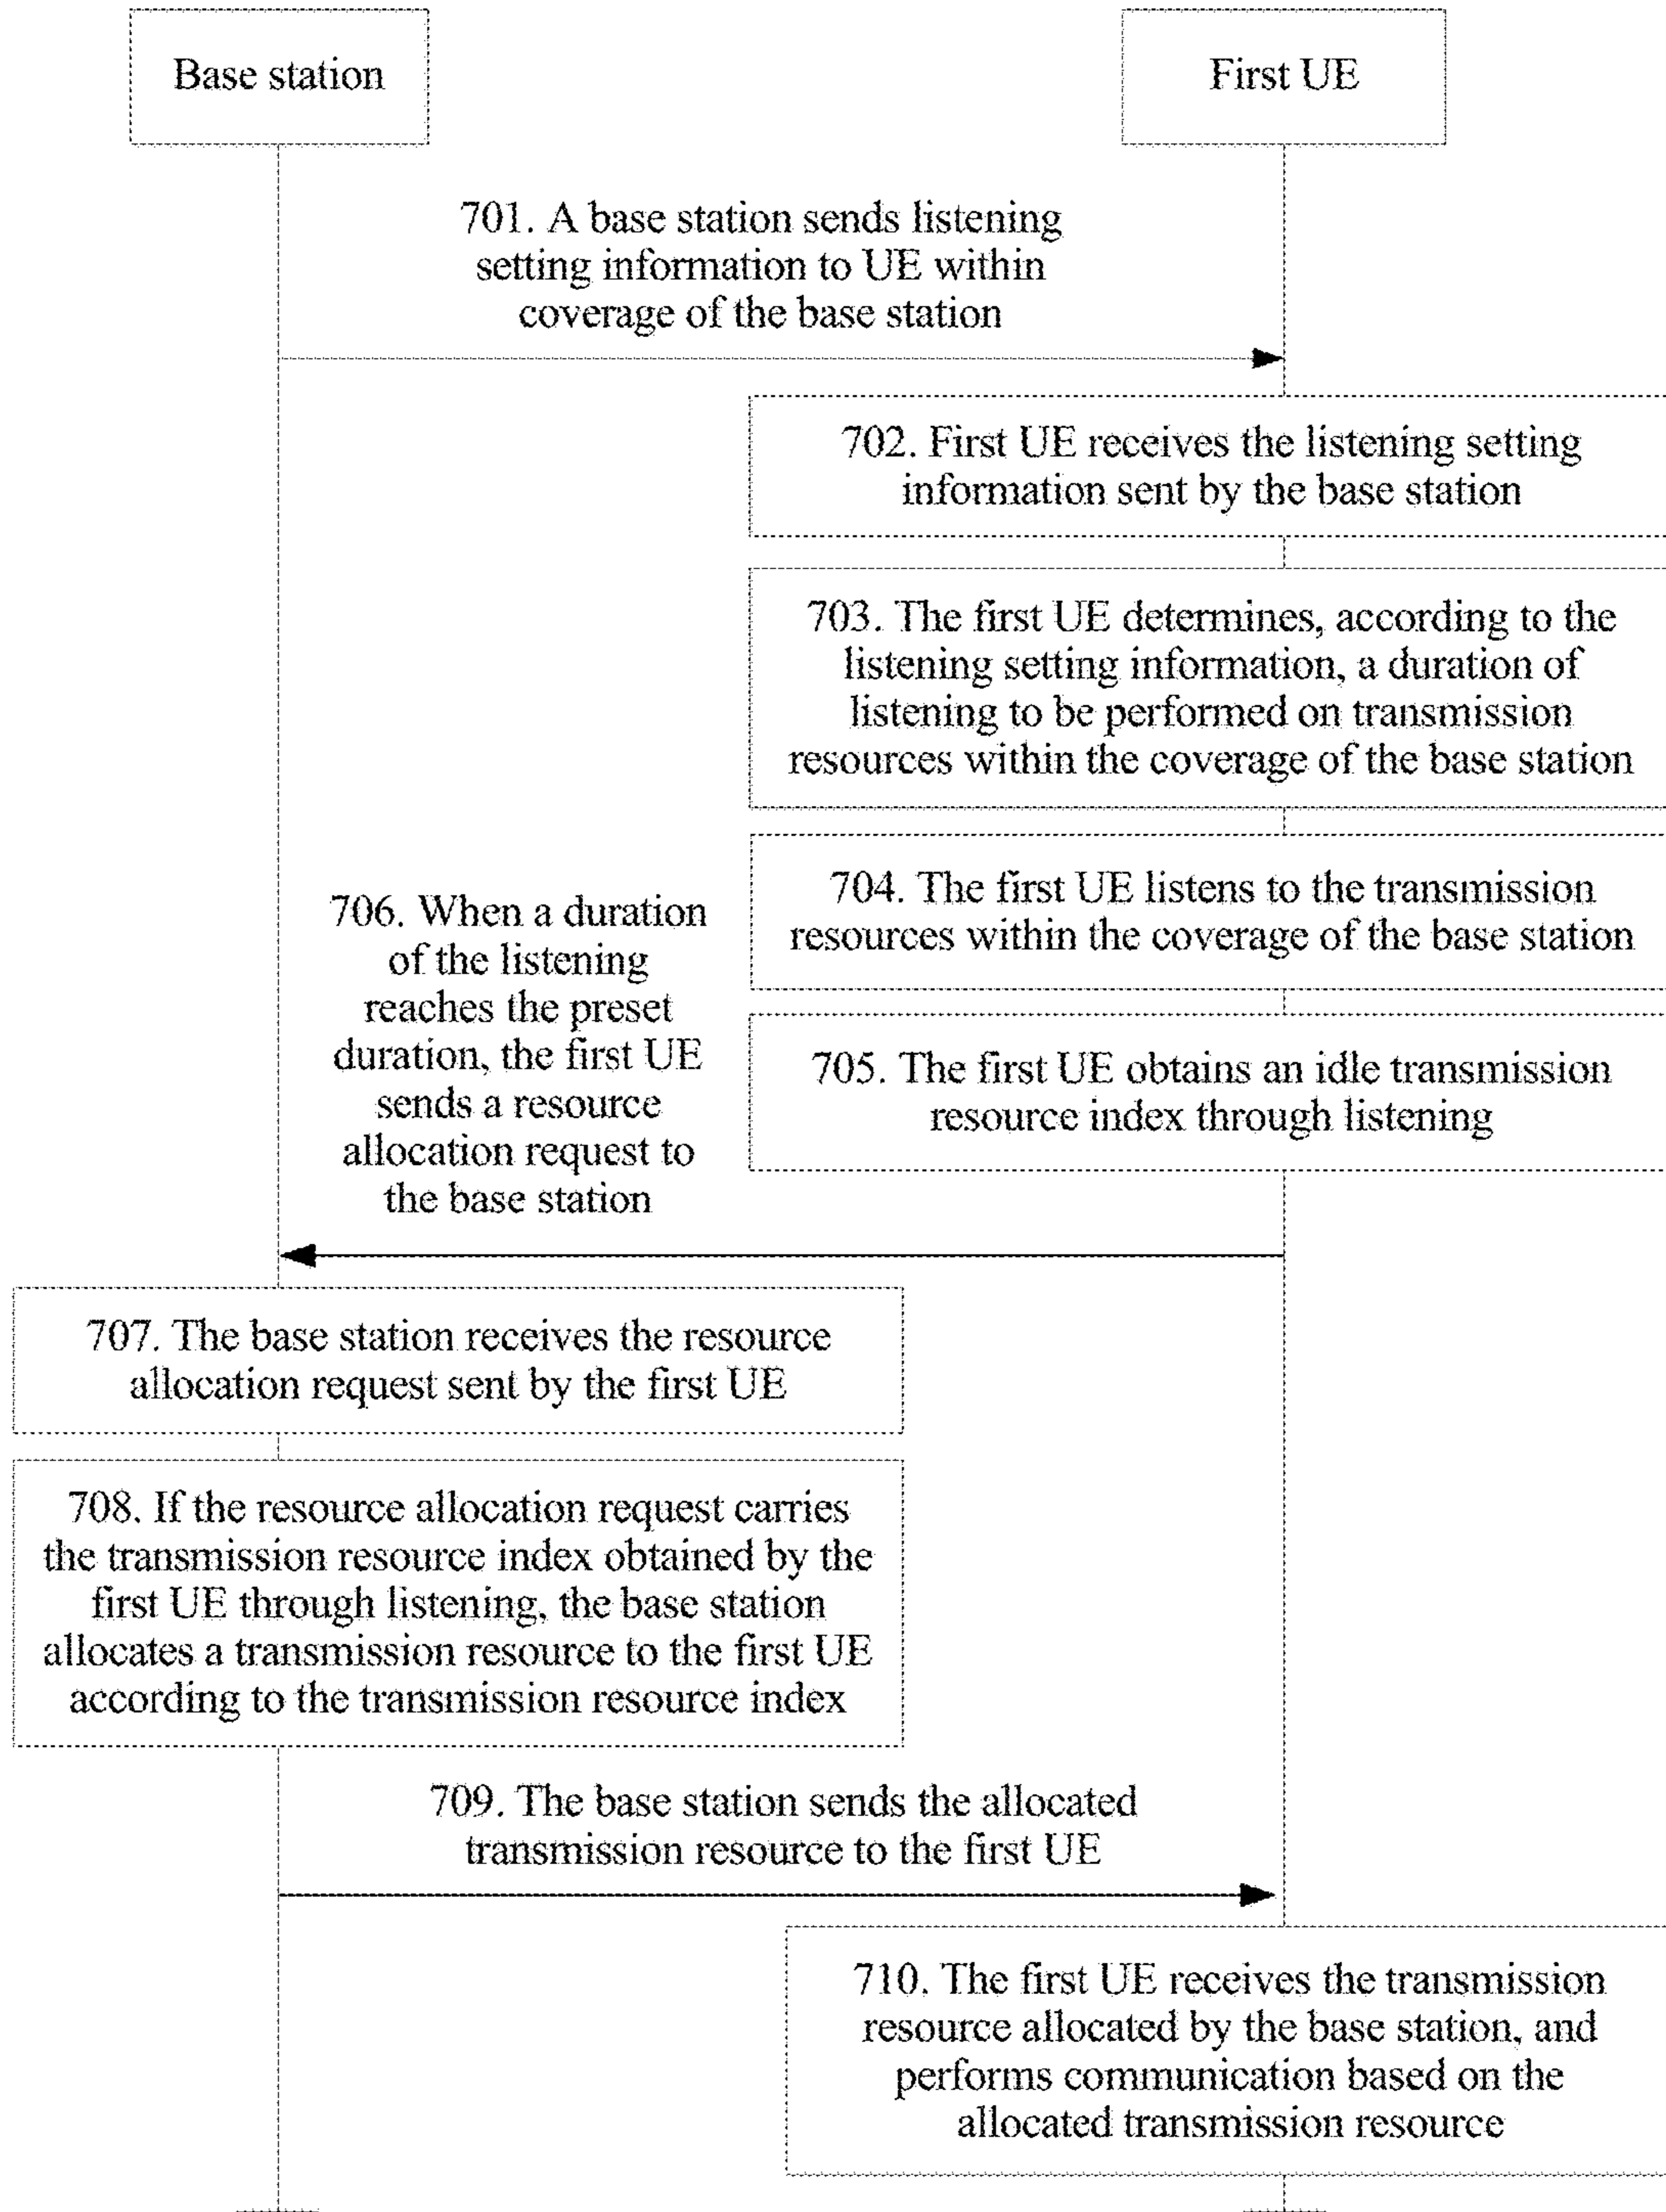 Base station
First UE
701. A base station sends listening
setting information to UE within
coverage of the base station
702. First UE receives the listening setting
information sent by the base station
703. The first UE determines, according to the
listening setting information, a duration of
listening to be performed on transmission
resources within the coverage of the base station
704. The first UE listens to the transmission
resources within the coverage of the base station
705. The first UE obtains an idle transmission
resource index through listening
706. When a duration
of the listening
reaches the preset
duration, the first UE
sends a resource
allocation request to
the base station
707. The base station receives the resource
allocation request sent by the first UE
708. If the resource allocation request carries
the transmission resource index obtained by the
first UE through listening, the base station
allocates a transmission resource to the first UE
according to the transmission resource index
709. The base station sends the allocated
transmission resource to the first UE
710. The first UE receives the transmission
resource allocated by the base station, and
performs communication based on the
allocated transmission resource